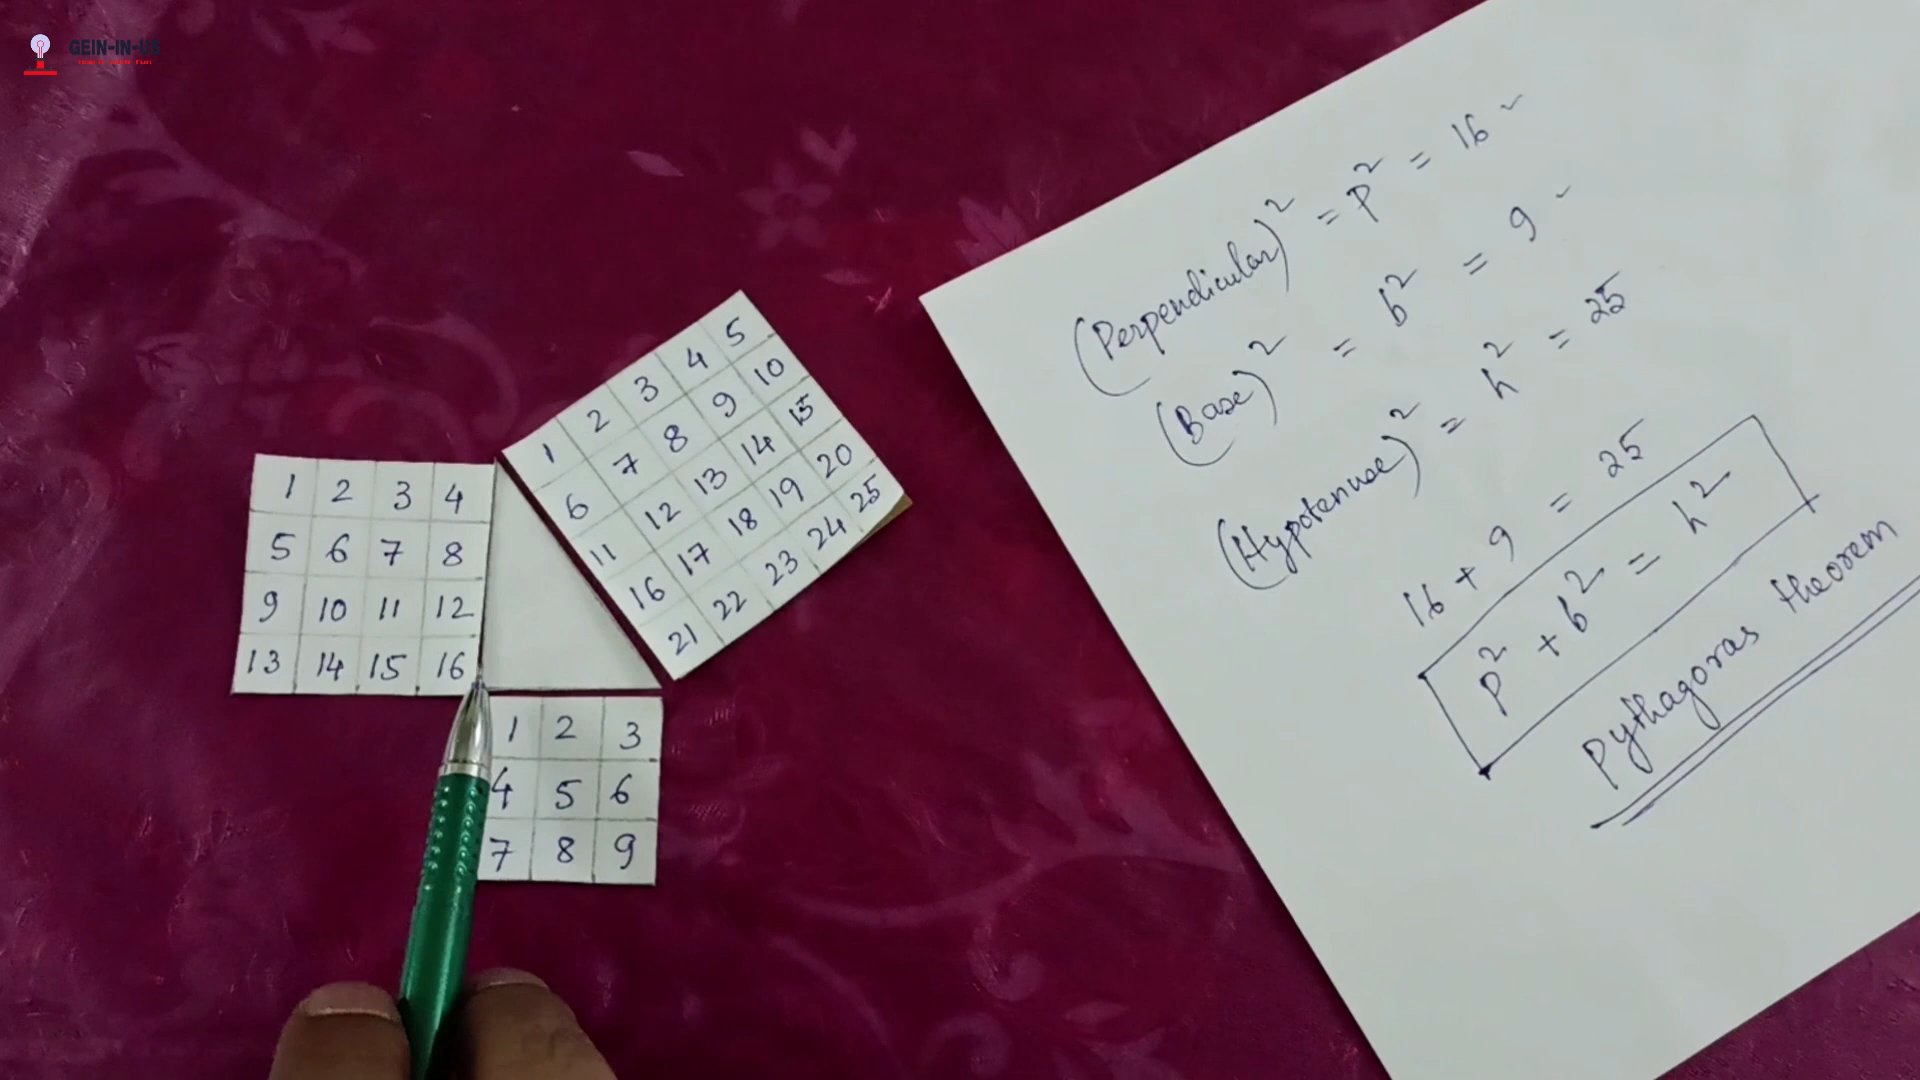 GEIN-IN-US
learn with fun
1 2 3 4
5 6 7 8
9 10 11 12
13 14 15 16
1 2 3 4 5
6 7 8 9 10
11 12 13 14 15
16 17 18 19 20
21 22 23 24 25
1 2 3
4 5 6
7 8 9
(Perpendicular)² = P² = 16
(Base)² = b² = 9
(Hypotenuse)² = h² = 25
16 + 9 = 25
P² + b² = h²
Pythagoras theorem